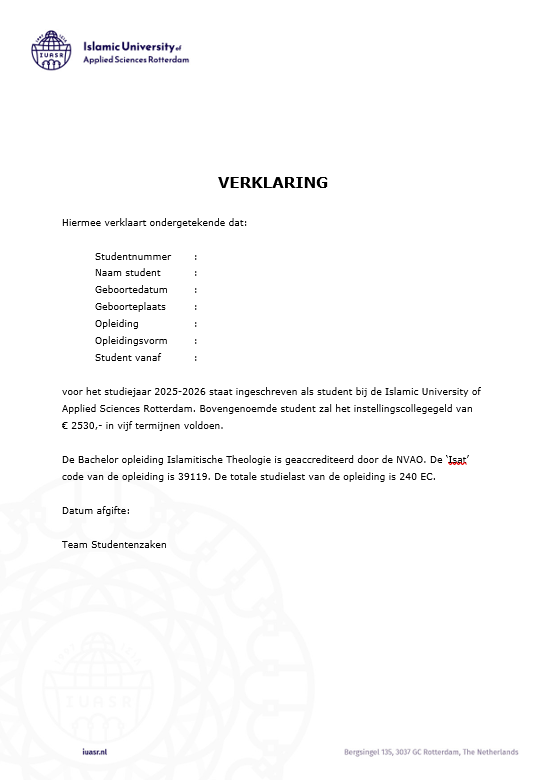 Islamic University of
Applied Sciences Rotterdam
IUASR
VERKLARING
Hiermee verklaart ondergetekende dat:
Studentnummer :
Naam student :
Geboortedatum :
Geboorteplaats :
Opleiding :
Opleidingsvorm :
Student vanaf :
voor het studiejaar 2025-2026 staat ingeschreven als student bij de Islamic University of
Applied Sciences Rotterdam. Bovengenoemde student zal het instellingscollegegeld van
€ 2530,- in vijf termijnen voldoen.
De Bachelor opleiding Islamitische Theologie is geaccrediteerd door de NVAO. De ‘Isat’
code van de opleiding is 39119. De totale studielast van de opleiding is 240 EC.
Datum afgifte:
Team Studentenzaken
IUASR
iuasr.nl
Bergsingel 135, 3037 GC Rotterdam, The Netherlands